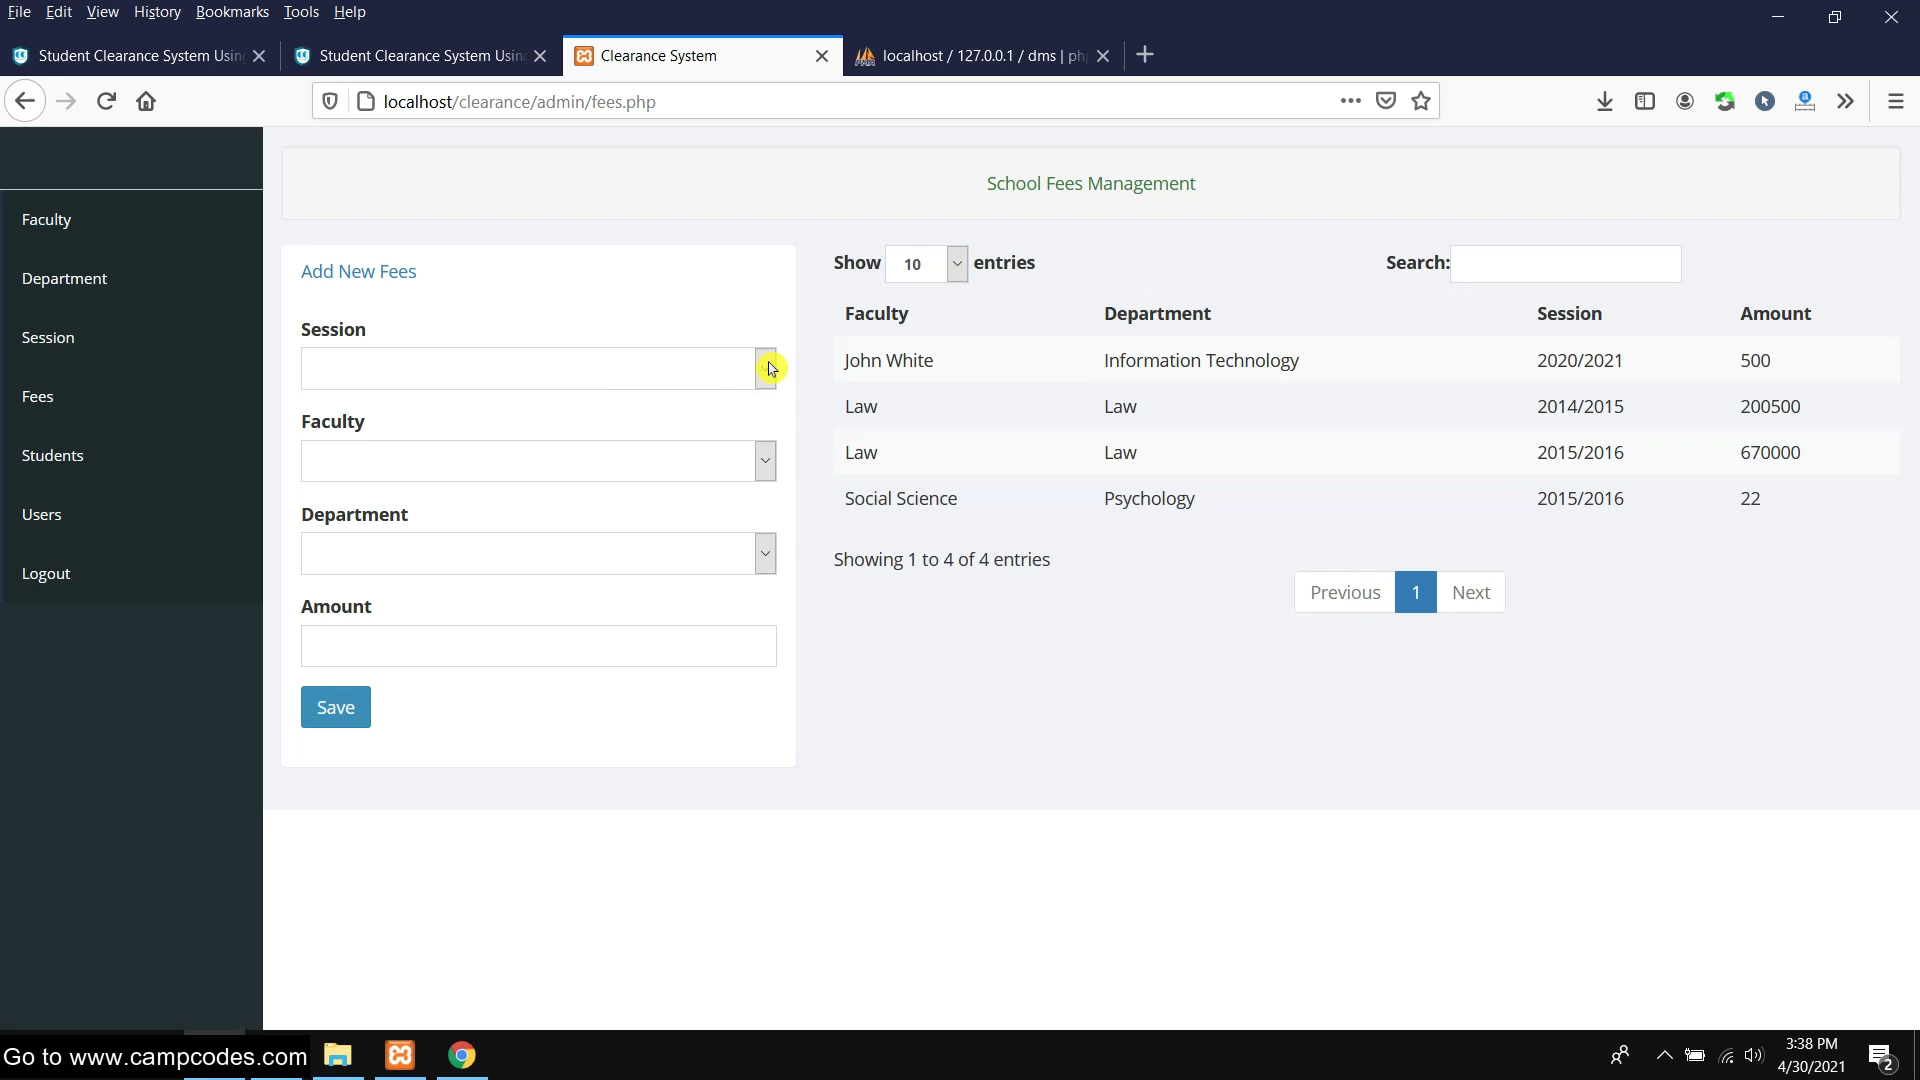 File Edit View History Bookmarks Tools Help
Student Clearance System Usin
Student Clearance System Usin
Clearance System
localhost / 127.0.0.1 / dms | ph
localhost/clearance/admin/fees.php
School Fees Management
Faculty
Department
Session
Fees
Students
Users
Logout
Add New Fees
Session
Faculty
Department
Amount
Save
Show 10 entries
Search:
Faculty Department Session Amount
John White Information Technology 2020/2021 500
Law Law 2014/2015 200500
Law Law 2015/2016 670000
Social Science Psychology 2015/2016 22
Showing 1 to 4 of 4 entries
Previous 1 Next
Go to www.campcodes.com
3:38 PM
4/30/2021
2